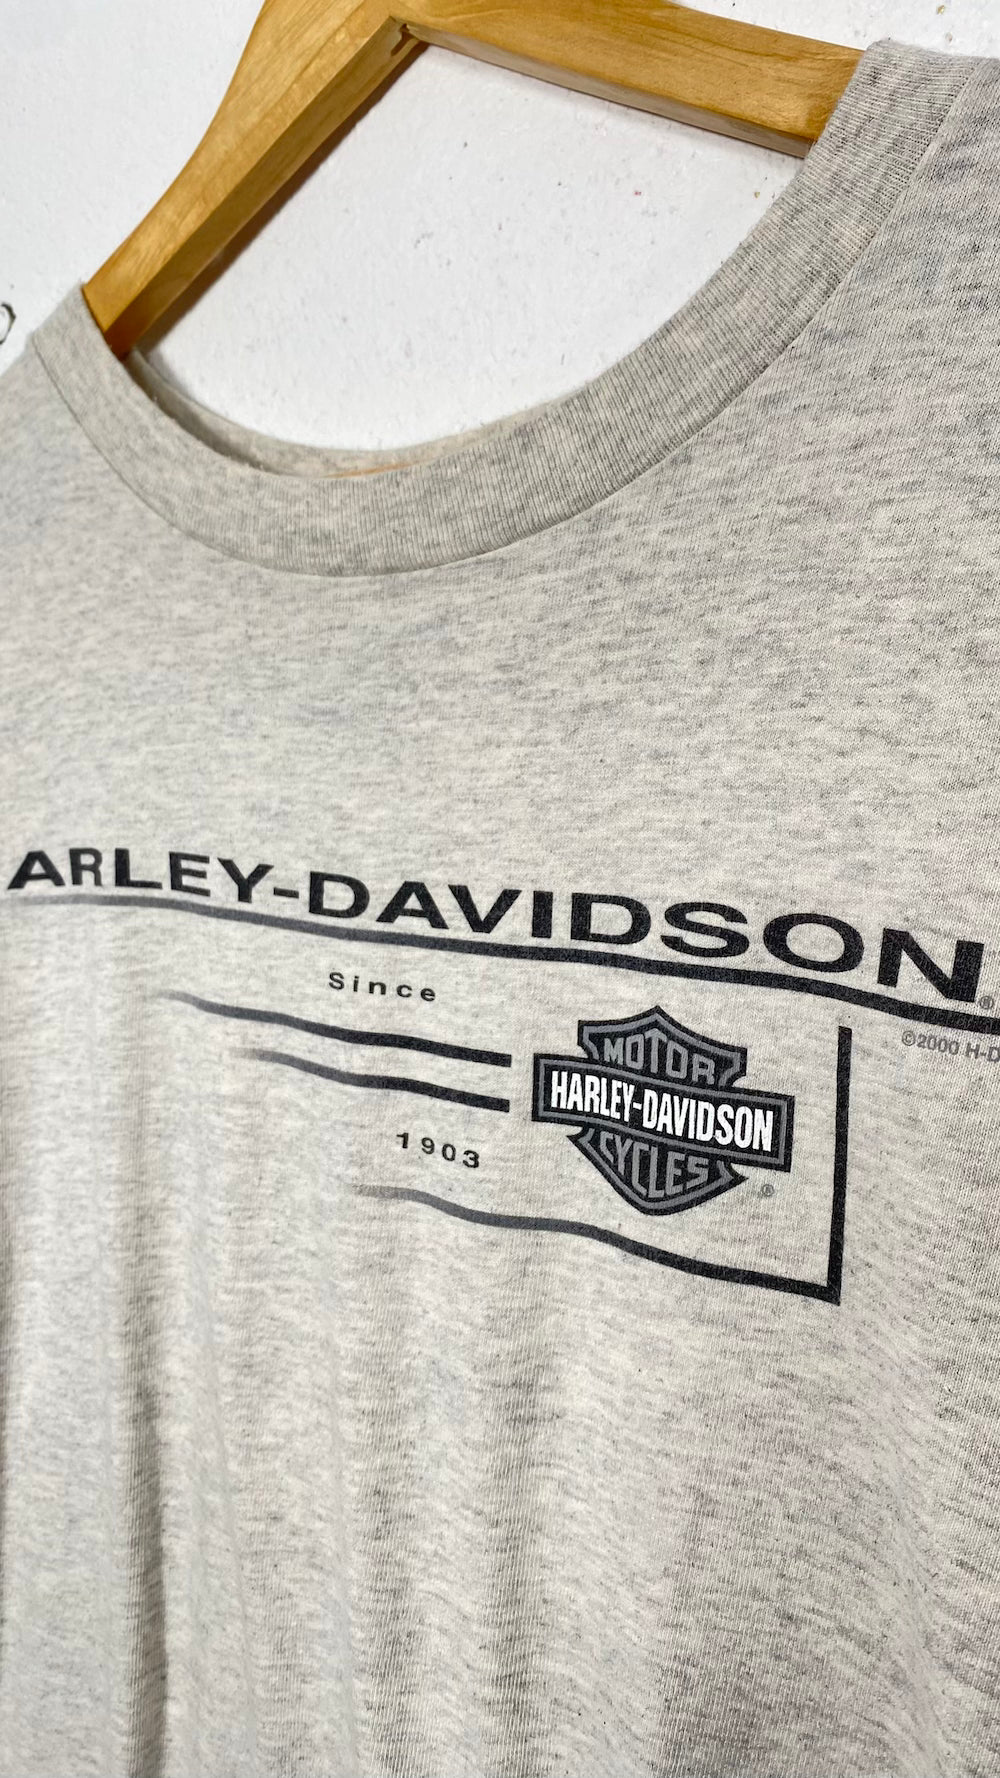 ARLEY-DAVIDSON®
©2000 H-D
Since
1903
MOTOR
HARLEY-DAVIDSON
CYCLES
®